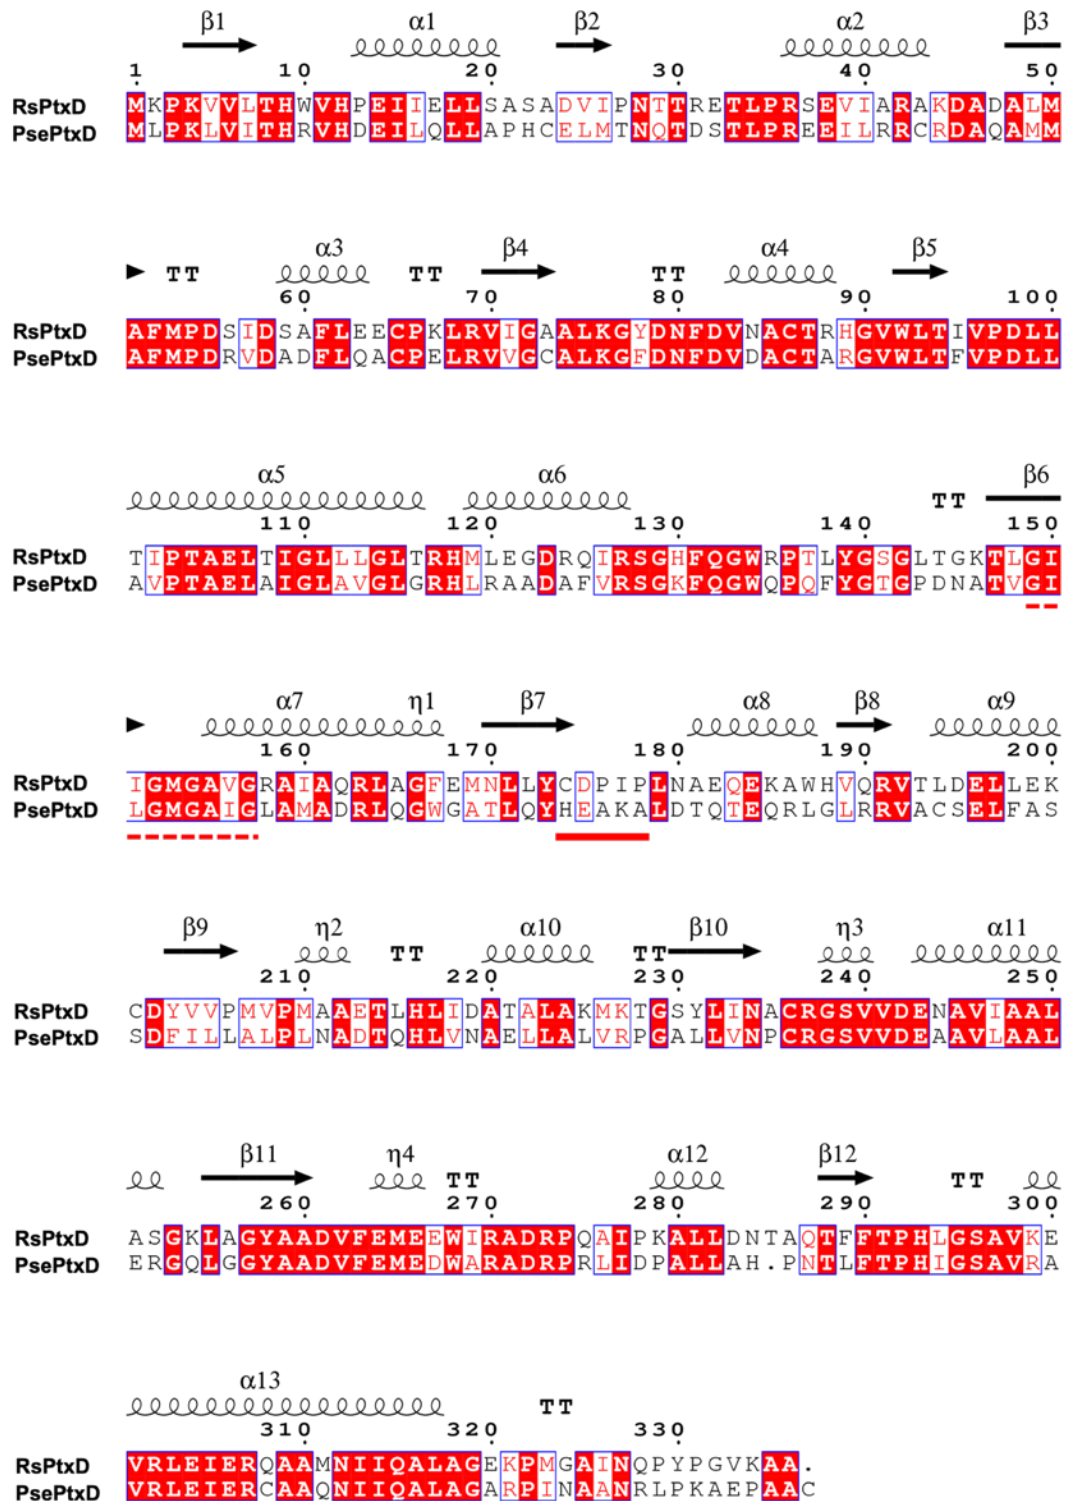 β1 α1 β2 α2 β3
1 10 20 30 40 50
RsPtxD MKPKVVLTHWVHPEIIELLSASADVIPNTTRETLPRSEVIARAKDADALM
PsePtxD MLPKLVITHRVHDEILQLLAPHCELMTNQTDSTLPREEILRRCRDAQAMM
α3 β4 α4 β5
TT TT TT
60 70 80 90 100
RsPtxD AFMPDSIDSAFLEECPKLRVIGAALKGYDNFDVNACTRHGVWLTIVPDLL
PsePtxD AFMPDRVDADFLQACPELRVVGCALKGFDNFDVDACTARGVWLTFVPDLL
α5 α6 β6
TT
110 120 130 140 150
RsPtxD TIPTAELTIGLLLGLTRHMLEGDRQIRSGHFQGWRPTLYGSGLTGKTLGI
PsePtxD AVPTAELAIGLAVGLGRHLRAADAFVRSGKFQGWQPQFYGTGPDNATVGI
α7 η1 β7 α8 β8 α9
160 170 180 190 200
RsPtxD IGMGAVGRAIAQRLAGFEMNLLYCDPIPLNAEQEKAWHVQRVTLDELLEK
PsePtxD LGMGAIGLAMADRLQGWGATLQYHEAKALDTQTEQRLGLRRVACSELFAS
β9 η2 α10 β10 η3 α11
TT TT
210 220 230 240 250
RsPtxD CDYVVPMVPMAAETLHLIDATALAKMKTGSYLINACRGSVVDENAVIAAL
PsePtxD SDFILLALPLNADTQHLVNAELLALVRPGALLVNPCRGSVVDEAAVLAAL
β11 η4 α12 β12
TT TT
260 270 280 290 300
RsPtxD ASGKLAGYAADVFEMEEWIRADRPQAIPKALLDNTAQTFFTPHLGSAVKE
PsePtxD ERGQLGGYAADVFEMEDWARADRPRLIDPALLAH.PNTLFTPHIGSAVRA
α13
TT
310 320 330
RsPtxD VRLEIERQAAMNIIQALAGEKPMGAINQPYPGVKAA.
PsePtxD VRLEIERCAAQNIIQALAGARPINAANRLPKAEPAAC